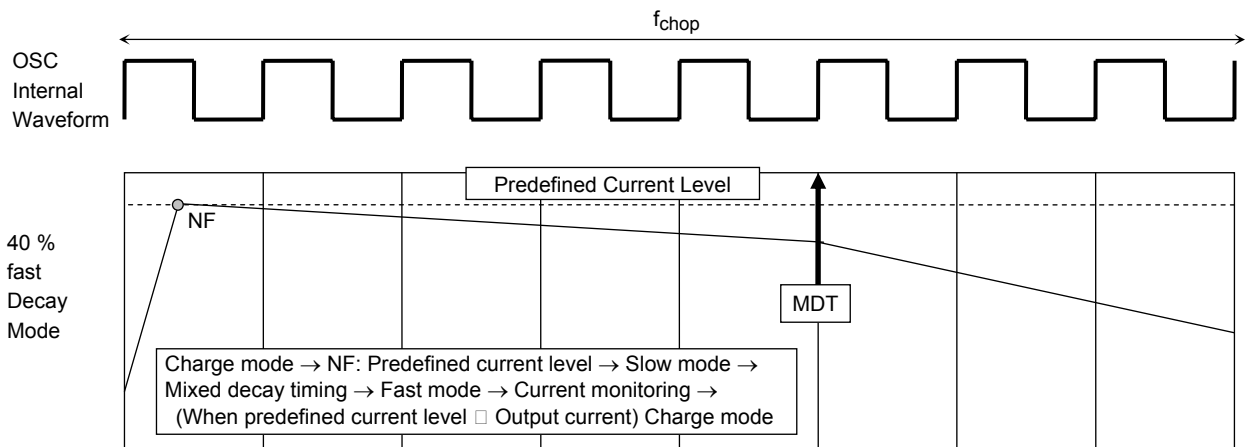 fchop
OSC
Internal
Waveform
Predefined Current Level
NF
40 %
fast
Decay
Mode
MDT
Charge mode → NF: Predefined current level → Slow mode →
Mixed decay timing → Fast mode → Current monitoring →
(When predefined current level □ Output current) Charge mode